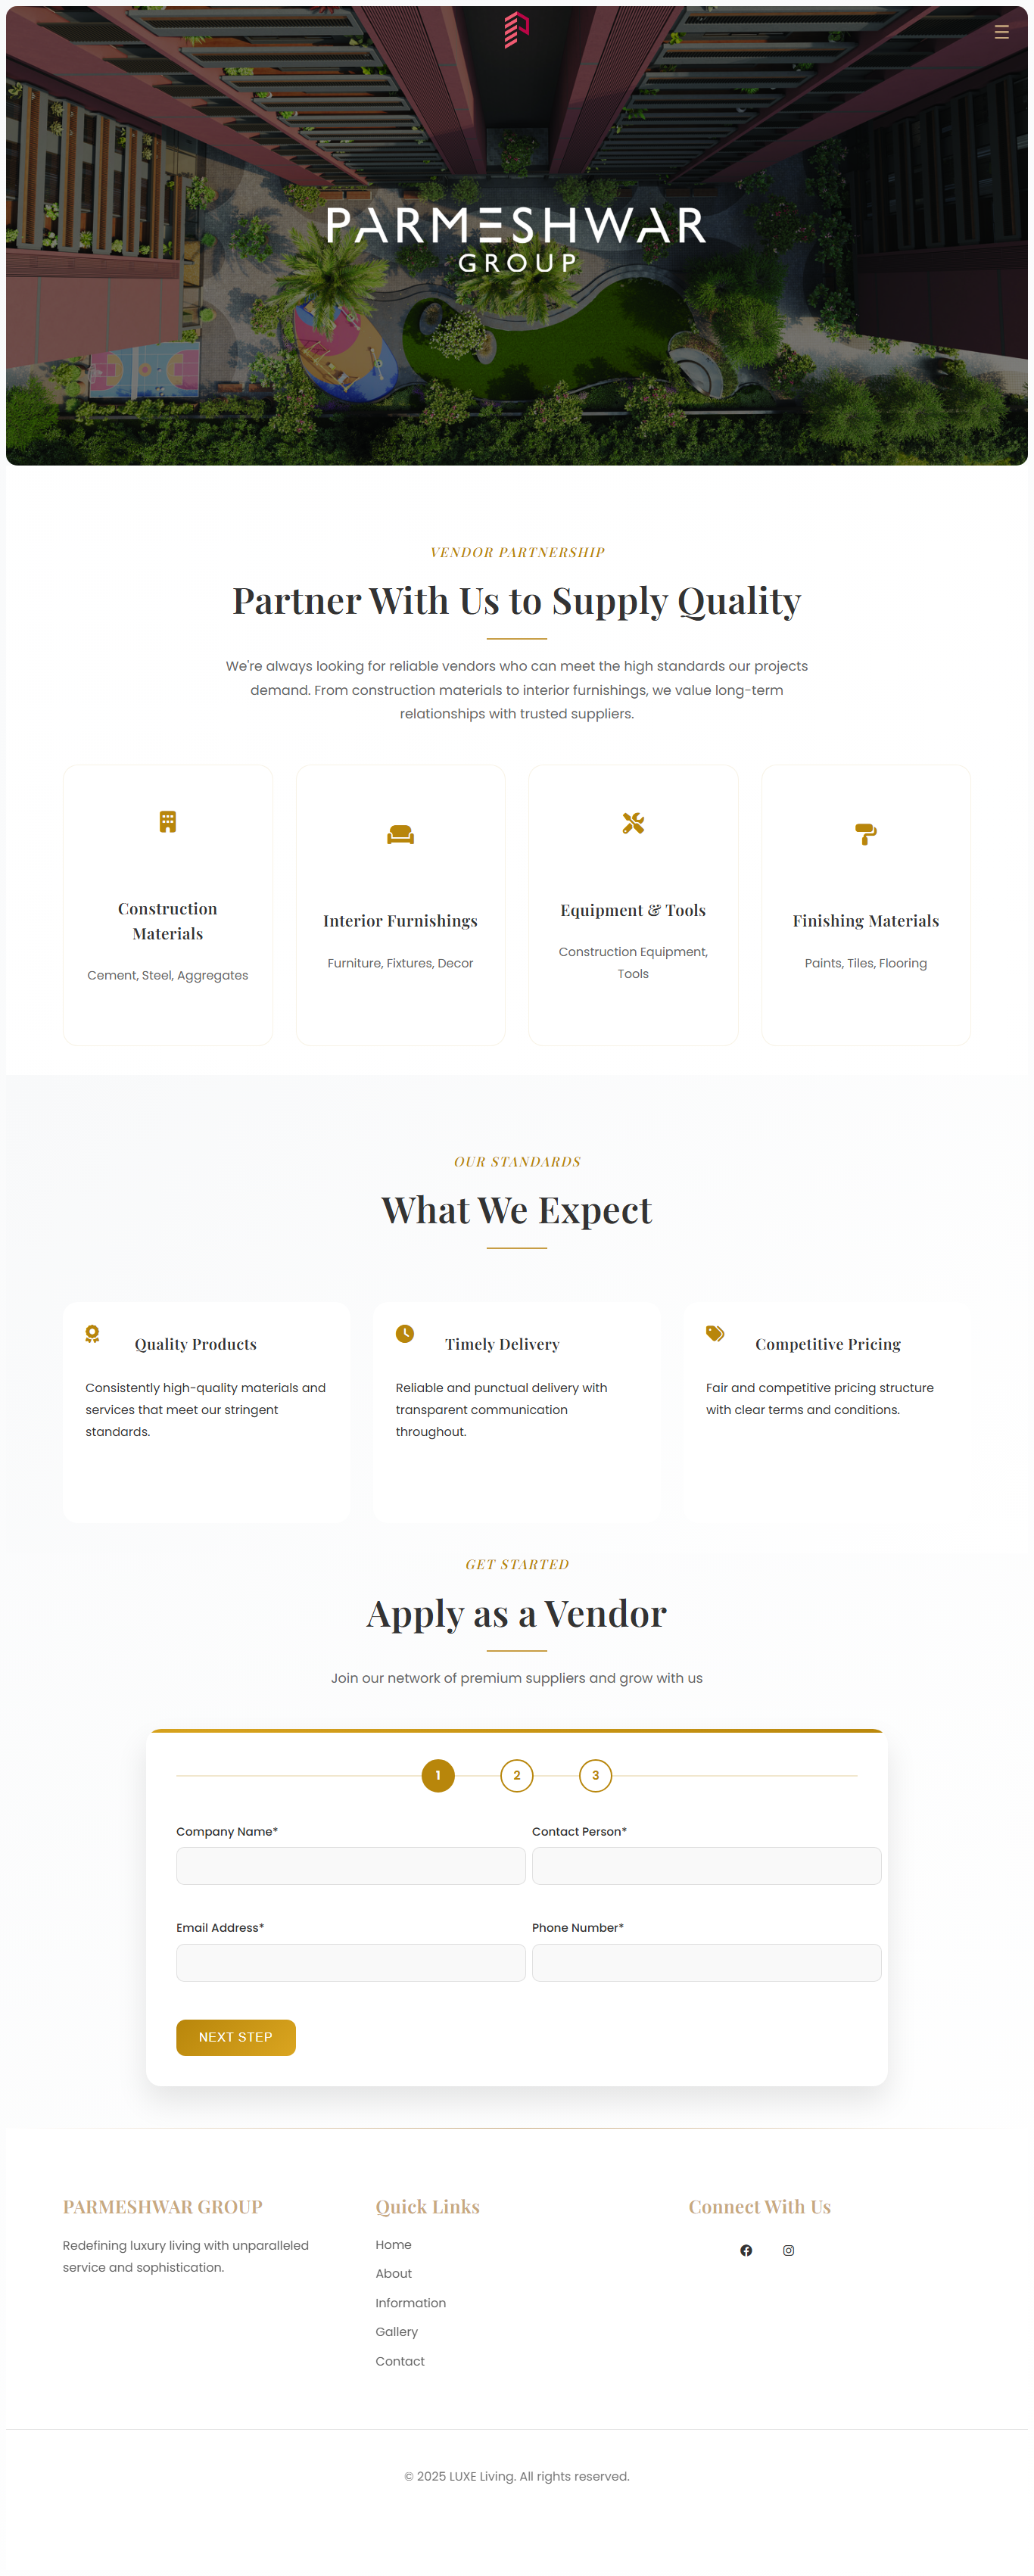 PARMESHWAR
GROUP
VENDOR PARTNERSHIP
Partner With Us to Supply Quality
We're always looking for reliable vendors who can meet the high standards our projects
demand. From construction materials to interior furnishings, we value long-term
relationships with trusted suppliers.
Construction
Materials
Cement, Steel, Aggregates
Interior Furnishings
Furniture, Fixtures, Decor
Equipment & Tools
Construction Equipment,
Tools
Finishing Materials
Paints, Tiles, Flooring
OUR STANDARDS
What We Expect
Quality Products
Consistently high-quality materials and
services that meet our stringent
standards.
Timely Delivery
Reliable and punctual delivery with
transparent communication
throughout.
Competitive Pricing
Fair and competitive pricing structure
with clear terms and conditions.
GET STARTED
Apply as a Vendor
Join our network of premium suppliers and grow with us
1 2 3
Company Name* Contact Person*
Email Address* Phone Number*
NEXT STEP
PARMESHWAR GROUP
Redefining luxury living with unparalleled
service and sophistication.
Quick Links
Home
About
Information
Gallery
Contact
Connect With Us
© 2025 LUXE Living. All rights reserved.